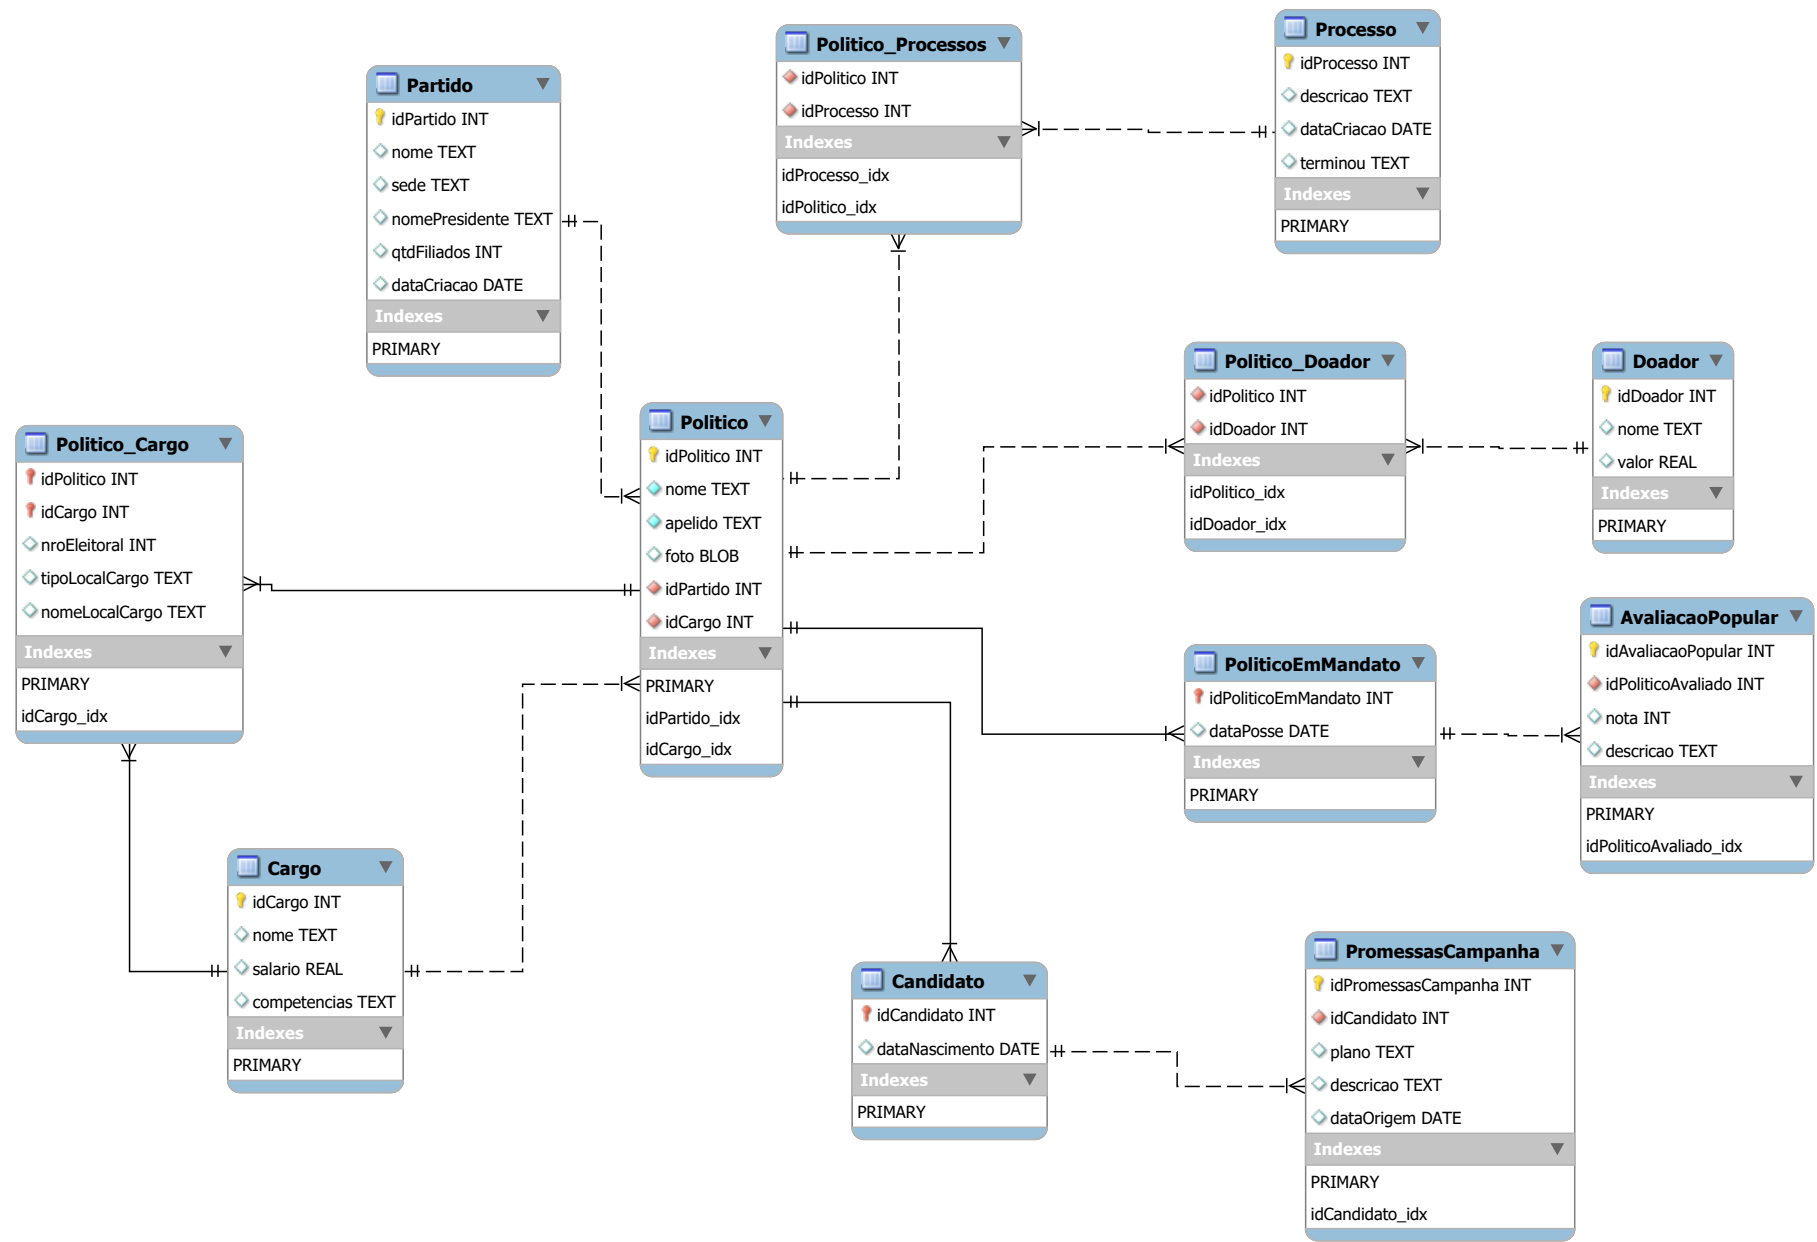 Partido
idPartido INT
nome TEXT
sede TEXT
nomePresidente TEXT
qtdFiliados INT
dataCriacao DATE
Indexes
PRIMARY
Politico_Processos
idPolitico INT
idProcesso INT
Indexes
idProcesso_idx
idPolitico_idx
Processo
idProcesso INT
descricao TEXT
dataCriacao DATE
terminou TEXT
Indexes
PRIMARY
Politico_Cargo
idPolitico INT
idCargo INT
nroEleitoral INT
tipoLocalCargo TEXT
nomeLocalCargo TEXT
Indexes
PRIMARY
idCargo_idx
Politico
idPolitico INT
nome TEXT
apelido TEXT
foto BLOB
idPartido INT
idCargo INT
Indexes
PRIMARY
idPartido_idx
idCargo_idx
Politico_Doador
idPolitico INT
idDoador INT
Indexes
idPolitico_idx
idDoador_idx
Doador
idDoador INT
nome TEXT
valor REAL
Indexes
PRIMARY
PoliticoEmMandato
idPoliticoEmMandato INT
dataPosse DATE
Indexes
PRIMARY
AvaliacaoPopular
idAvaliacaoPopular INT
idPoliticoAvaliado INT
nota INT
descricao TEXT
Indexes
PRIMARY
idPoliticoAvaliado_idx
Cargo
idCargo INT
nome TEXT
salario REAL
competencias TEXT
Indexes
PRIMARY
Candidato
idCandidato INT
dataNascimento DATE
Indexes
PRIMARY
PromessasCampanha
idPromessasCampanha INT
idCandidato INT
plano TEXT
descricao TEXT
dataOrigem DATE
Indexes
PRIMARY
idCandidato_idx